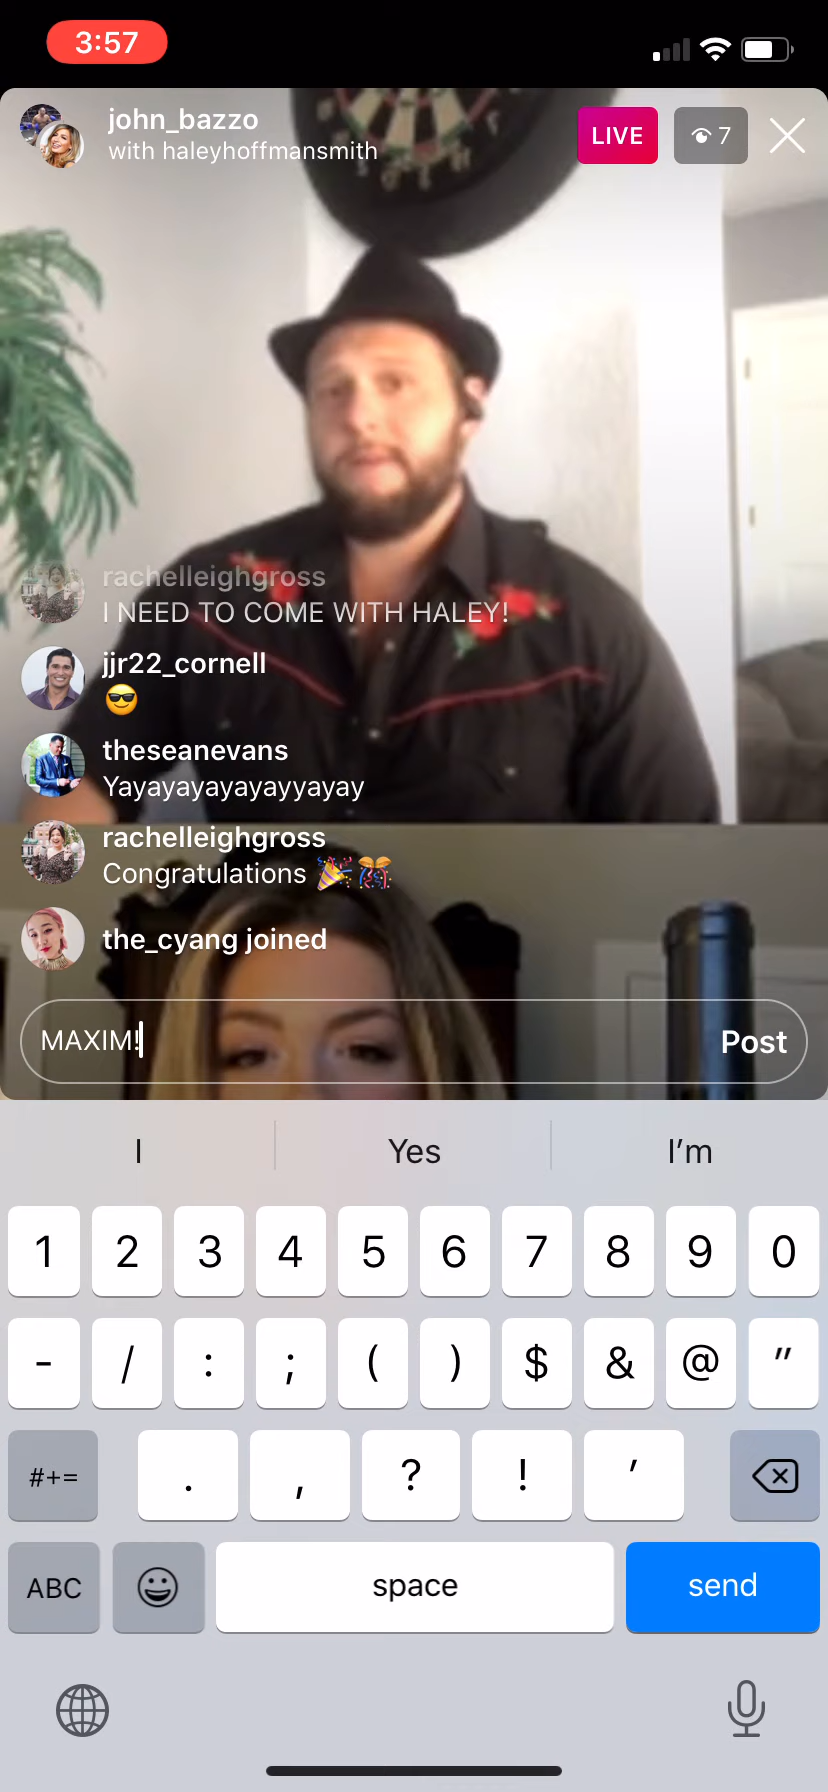 3:57
john_bazzo
with haleyhoffmansmith
LIVE
7
rachelleighgross
I NEED TO COME WITH HALEY!
jjr22_cornell
😎
theseanevans
Yayayayayayayyayay
rachelleighgross
Congratulations 🎉🎊
the_cyang joined
MAXIM!
Post
I Yes I’m
1 2 3 4 5 6 7 8 9 0
- / : ; ( ) $ & @ "
#+= . , ? ! ’
ABC space send